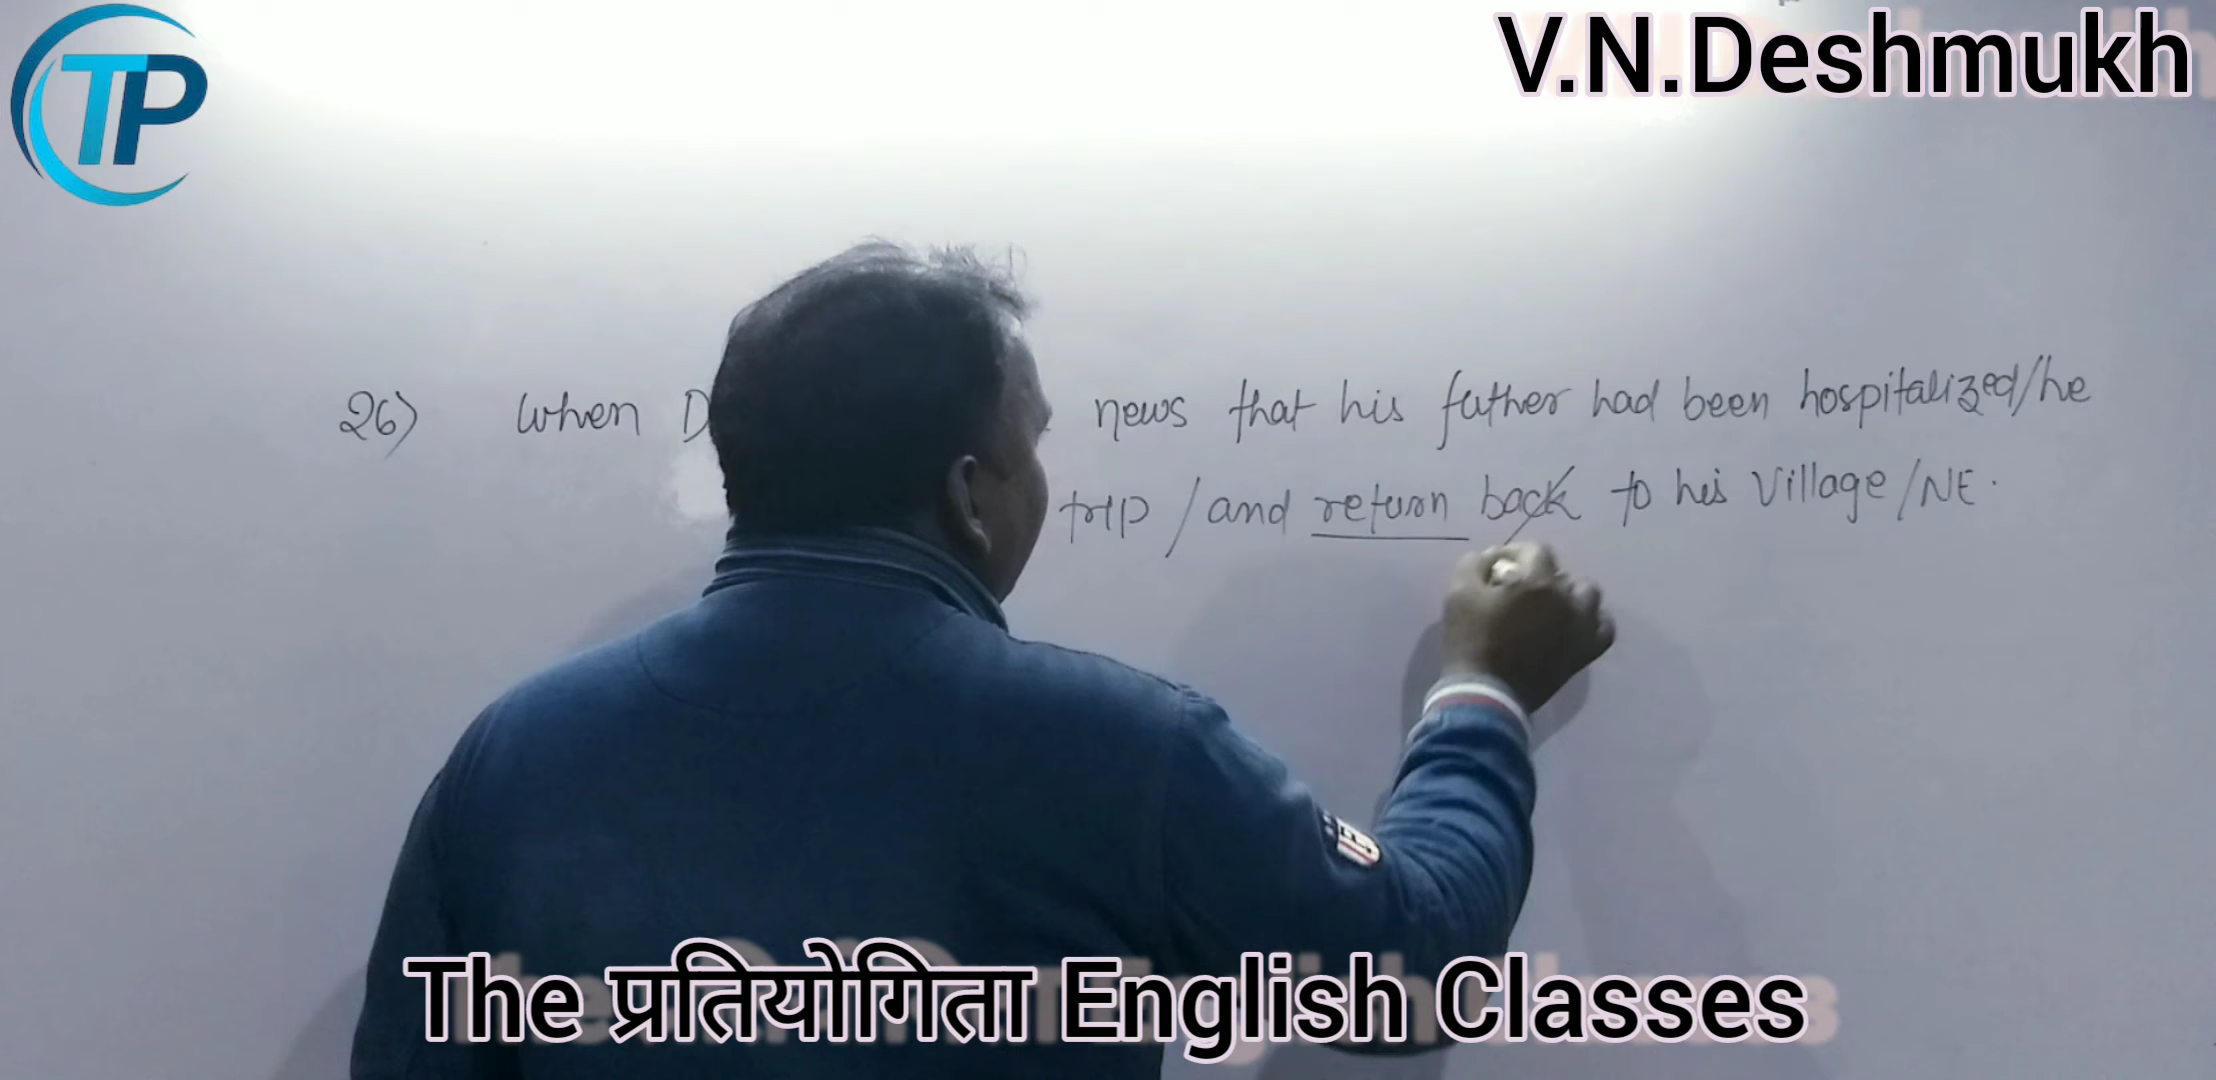 TP
V.N.Deshmukh
26) when D news that his father had been hospitalized/he
trip / and return back to his village/NE.
The प्रतियोगिता English Classes